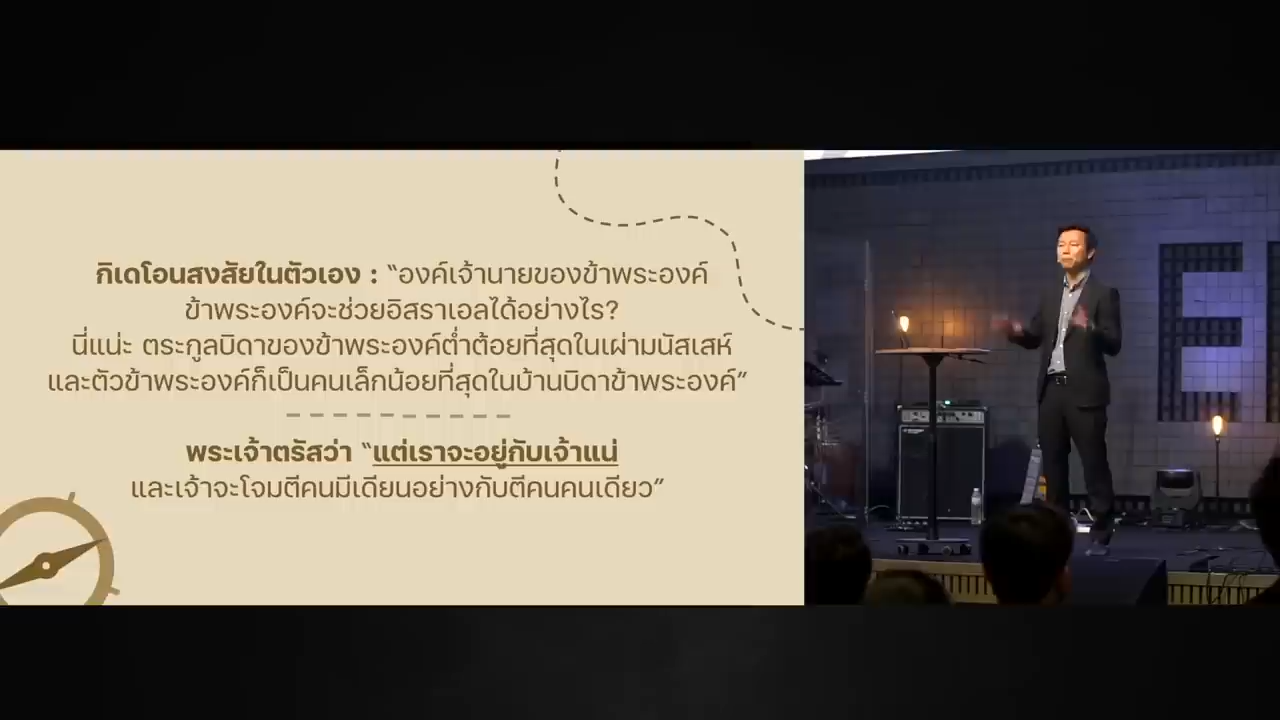 กิเดโอนสงสัยในตัวเอง : “องค์เจ้านายของข้าพระองค์
ข้าพระองค์จะช่วยอิสราเอลได้อย่างไร?
นี่แน่ะ ตระกูลบิดาของข้าพระองค์ต่ำต้อยที่สุดในเผ่ามนัสเสห์
และตัวข้าพระองค์ก็เป็นคนเล็กน้อยที่สุดในบ้านบิดาข้าพระองค์”
พระเจ้าตรัสว่า “แต่เราจะอยู่กับเจ้าแน่
และเจ้าจะโจมตีคนมีเดียนอย่างกับตีคนคนเดียว”
E